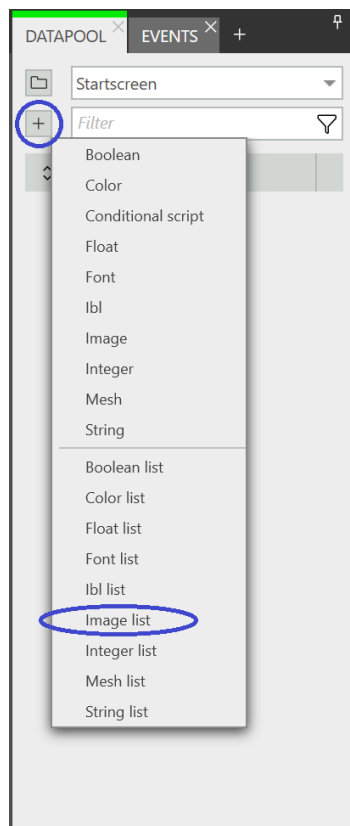 DATAPOOL EVENTS
Startscreen
Filter
Boolean
Color
Conditional script
Float
Font
Ibl
Image
Integer
Mesh
String
Boolean list
Color list
Float list
Font list
Ibl list
Image list
Integer list
Mesh list
String list